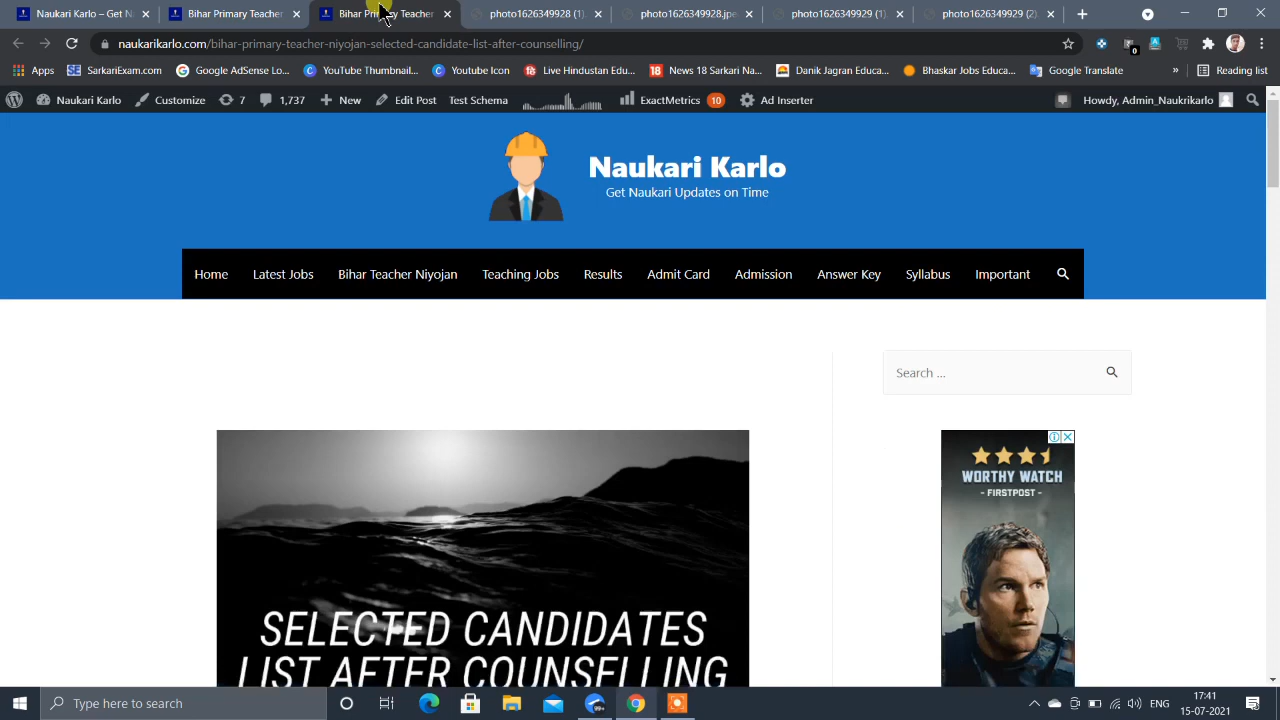 Naukari Karlo – Get N
Bihar Primary Teacher
Bihar Primary Teacher
photo1626349928 (1)
photo1626349928.jpe
photo1626349929 (1)
photo1626349929 (2)
naukarikarlo.com/bihar-primary-teacher-niyojan-selected-candidate-list-after-counselling/
0
Apps
SarkariExam.com
Google AdSense Lo...
YouTube Thumbnail...
Youtube Icon
Live Hindustan Edu...
News 18 Sarkari Na...
Danik Jagran Educa...
Bhaskar Jobs Educa...
Google Translate
»
Reading list
Naukari Karlo
Customize
7
1,737
New
Edit Post
Test Schema
ExactMetrics 10
Ad Inserter
Howdy, Admin_Naukrikarlo
Naukari Karlo
Get Naukari Updates on Time
Home
Latest Jobs
Bihar Teacher Niyojan
Teaching Jobs
Results
Admit Card
Admission
Answer Key
Syllabus
Important
Search ...
WORTHY WATCH
- FIRSTPOST -
SELECTED CANDIDATES
LIST AFTER COUNSELLING
Type here to search
99+
ENG
17:41
15-07-2021